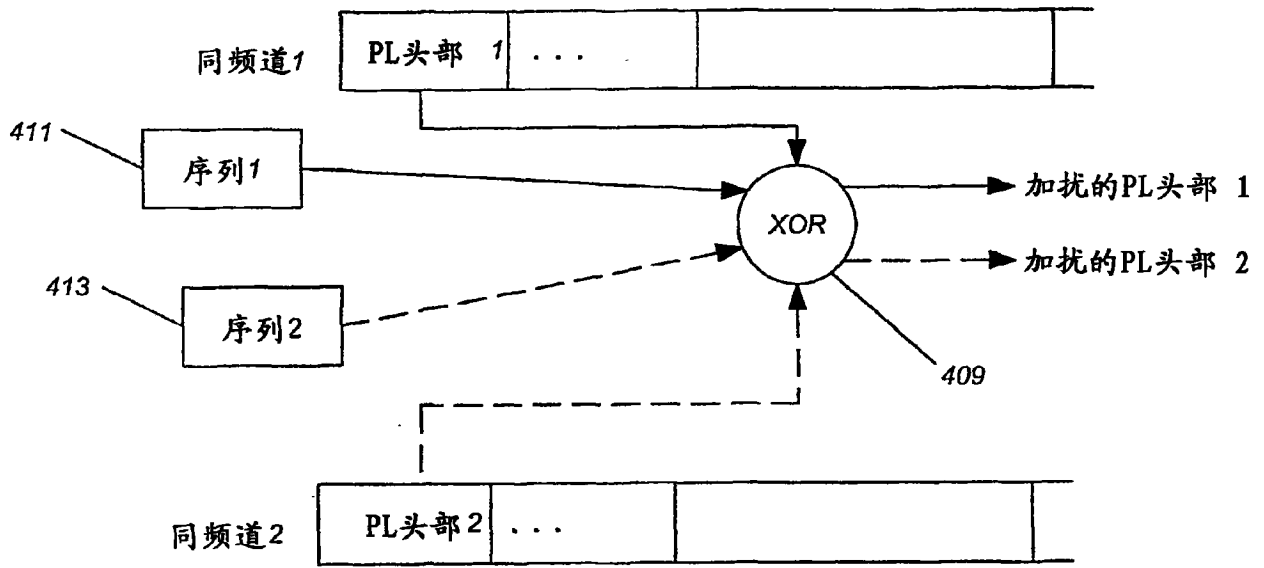 同频道1
PL头部 1
...
411
序列1
XOR
加扰的PL头部 1
加扰的PL头部 2
413
序列2
409
同频道2
PL头部2
...